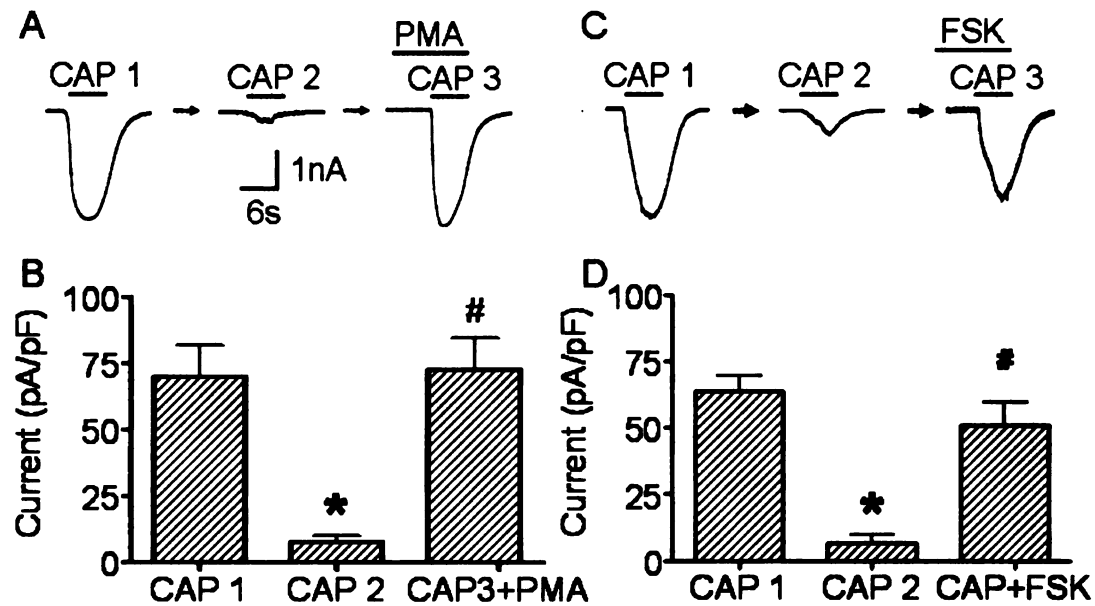 A
PMA
CAP 1
CAP 2
CAP 3
1nA
6s
C
FSK
CAP 1
CAP 2
CAP 3
B
Current (pA/pF)
100
75
50
25
0
#
*
CAP 1
CAP 2
CAP3+PMA
D
Current (pA/pF)
100
75
50
25
0
#
*
CAP 1
CAP 2
CAP+FSK